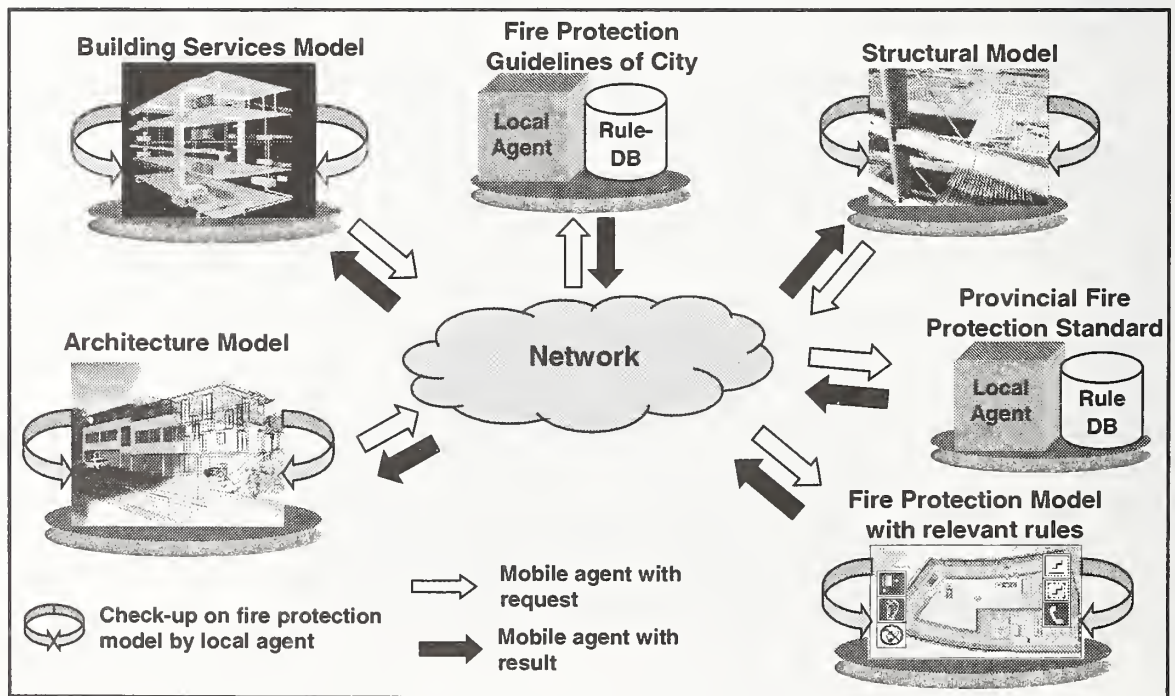 Building Services Model
Fire Protection
Guidelines of City
Local
Agent
Rule-
DB
Structural Model
Network
Architecture Model
Provincial Fire
Protection Standard
Local
Agent
Rule
DB
Fire Protection Model
with relevant rules
Check-up on fire protection
model by local agent
Mobile agent with
request
Mobile agent with
result